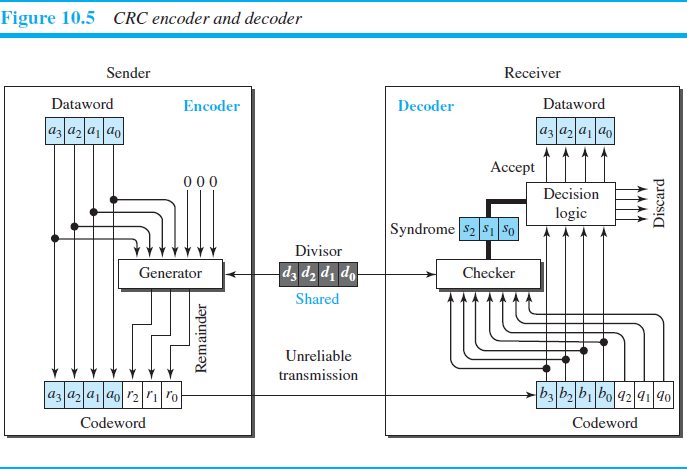 Figure 10.5 CRC encoder and decoder
Sender
Receiver
Dataword
Encoder
Decoder
Dataword
a3 a2 a1 a0
a3 a2 a1 a0
Accept
0 0 0
Decision
logic
Discard
Syndrome s2 s1 s0
Divisor
Generator
d3 d2 d1 d0
Checker
Shared
Remainder
Unreliable
transmission
a3 a2 a1 a0 r2 r1 r0
b3 b2 b1 b0 q2 q1 q0
Codeword
Codeword